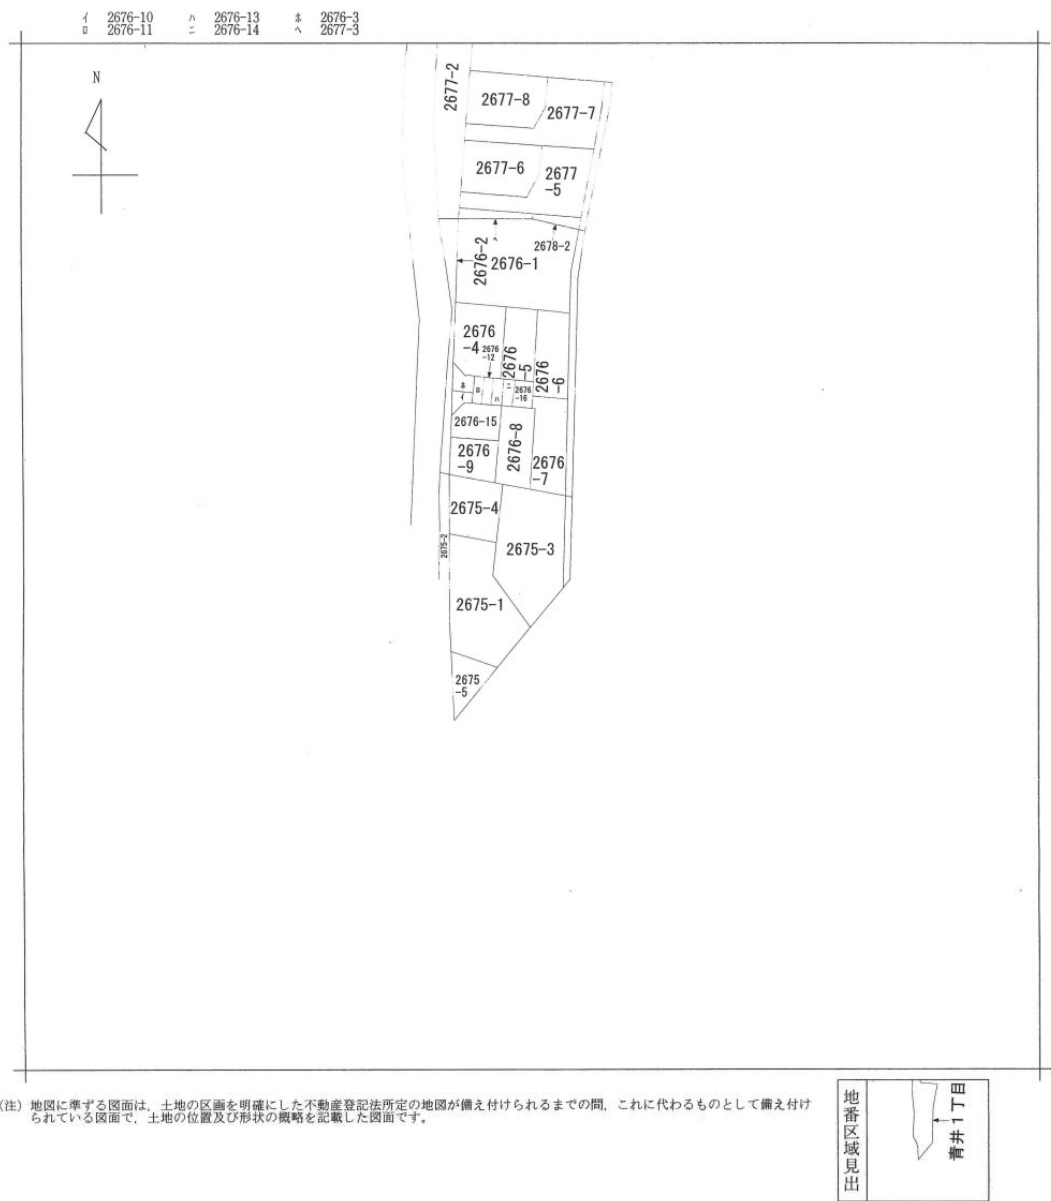 イ 2676-10 ハ 2676-13 ホ 2676-3
ロ 2676-11 ニ 2676-14 ヘ 2677-3
N
2677-2
2677-8
2677-7
2677-6
2677
-5
2676-2
ヘ
2678-2
2676-1
2676
-4
2676
-12
2676
-5
2676
-6
ホ
イ
ロ
ハ
ニ
2676
-16
2676-15
2676-8
2676
-9
2676
-7
2675-4
2675-2
2675-3
2675-1
2675
-5
(注) 地図に準ずる図面は、土地の区画を明確にした不動産登記法所定の地図が備え付けられるまでの間、これに代わるものとして備え付け
られている図面で、土地の位置及び形状の概略を記載した図面です。
地番区域見出
青井1丁目